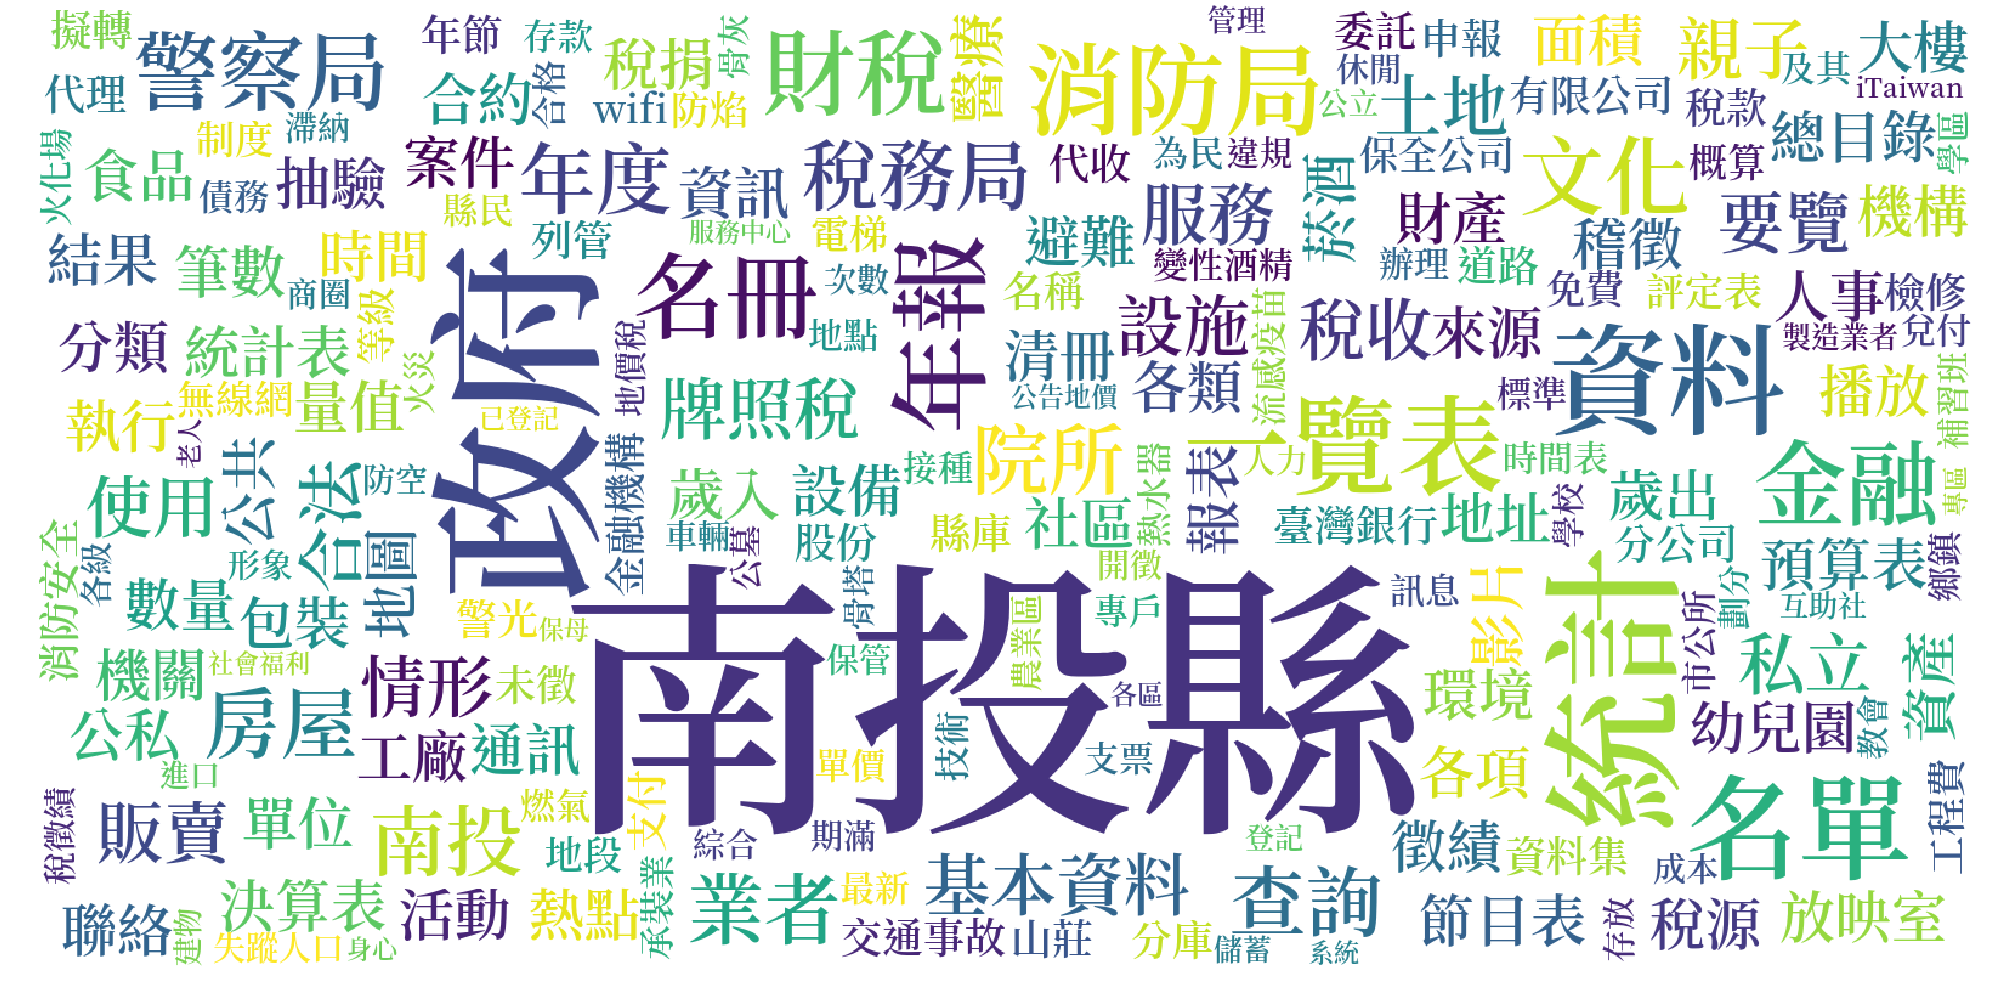 擬轉
警察局
年節
存款
稅捐
骨灰
財稅
醫療
消防局
管理
委託
休閒
申報
面積
親子
及其
大樓
iTaiwan
代理
合約
合格
wifi
防焰
公立
土地
有限公司
稅款
總目錄
學區
火化場
制度
滯納
食品
債務
抽驗
案件
縣民
年度
資訊
稅務局
代收
為民
違規
菸酒
保全公司
文化
概算
要覽
機構
結果
筆數
商圈
時間
列管
服務中心
電梯
名冊
次數
年報
避難
服務
名稱
變性酒精
財產
辦理
道路
稽徵
免費
評定表
人事
檢修
製造業者
兌付
分類
統計表
等級
火災
政府
地價稅
地點
清冊
公告地價
設施
各類
流感疫苗
稅收
來源
標準
資料
播放
補習班
執行
無線網
量值
已登記
牌照稅
老人
公共
合法
防空
金融機構
歲入
設備
接種
院所
熱水器
一覽表
報表
人力
時間表
金融
專區
使用
地圖
車輛
公墓
股份
縣庫
社區
開徵
臺灣銀行
地址
學校
歲出
分公司
預算表
鄉鎮
消防安全
各級
形象
數量
包裝
警光
保母
骨塔
南投縣
農業區
專戶
訊息
影片
統計
市公所
劃分
互助社
機關
社會福利
情形
未徵
保管
各區
環境
私立
資產
公私
房屋
進口
工廠
通訊
單價
技術
支票
各項
幼兒園
教會
稅徵績
販賣
單位
南投
燃氣
支付
地段
綜合
期滿
登記
徵績
資料集
成本
名單
工程費
聯絡
建物
決算表
失蹤人口
身心
活動
熱點
承裝業
業者
最新
交通事故
基本資料
山莊
分庫
儲蓄
查詢
系統
節目表
存放
稅源
放映室